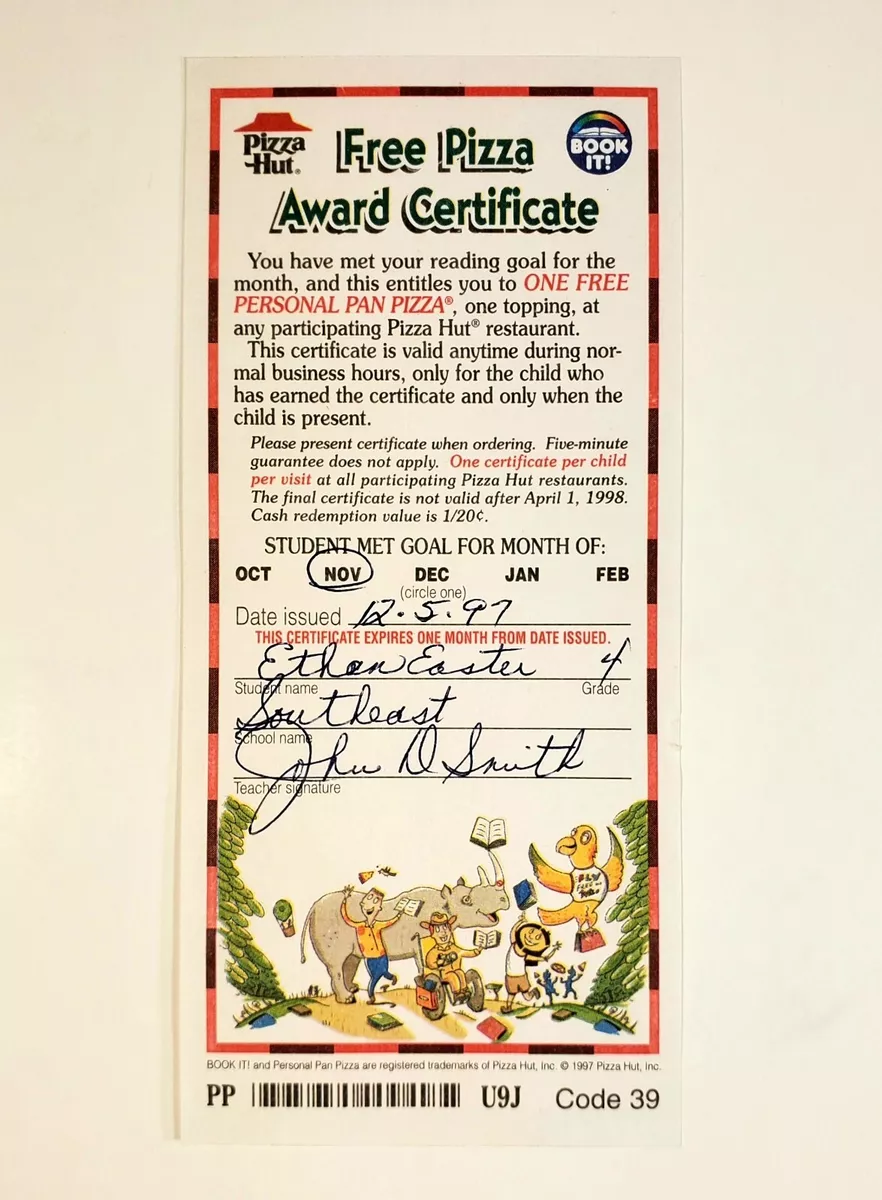 Pizza Hut®
Free Pizza
BOOK IT!
Award Certificate
You have met your reading goal for the
month, and this entitles you to ONE FREE
PERSONAL PAN PIZZA®, one topping, at
any participating Pizza Hut® restaurant.
This certificate is valid anytime during nor-
mal business hours, only for the child who
has earned the certificate and only when the
child is present.
Please present certificate when ordering. Five-minute
guarantee does not apply. One certificate per child
per visit at all participating Pizza Hut restaurants.
The final certificate is not valid after April 1, 1998.
Cash redemption value is 1/20¢.
STUDENT MET GOAL FOR MONTH OF:
OCT NOV DEC JAN FEB
(circle one)
Date issued 12.5.97
THIS CERTIFICATE EXPIRES ONE MONTH FROM DATE ISSUED.
Ethan Easter 4
Student name Grade
Southeast
School name
John D Smith
Teacher signature
BOOK IT! and Personal Pan Pizza are registered trademarks of Pizza Hut, Inc. © 1997 Pizza Hut, Inc.
PP U9J Code 39